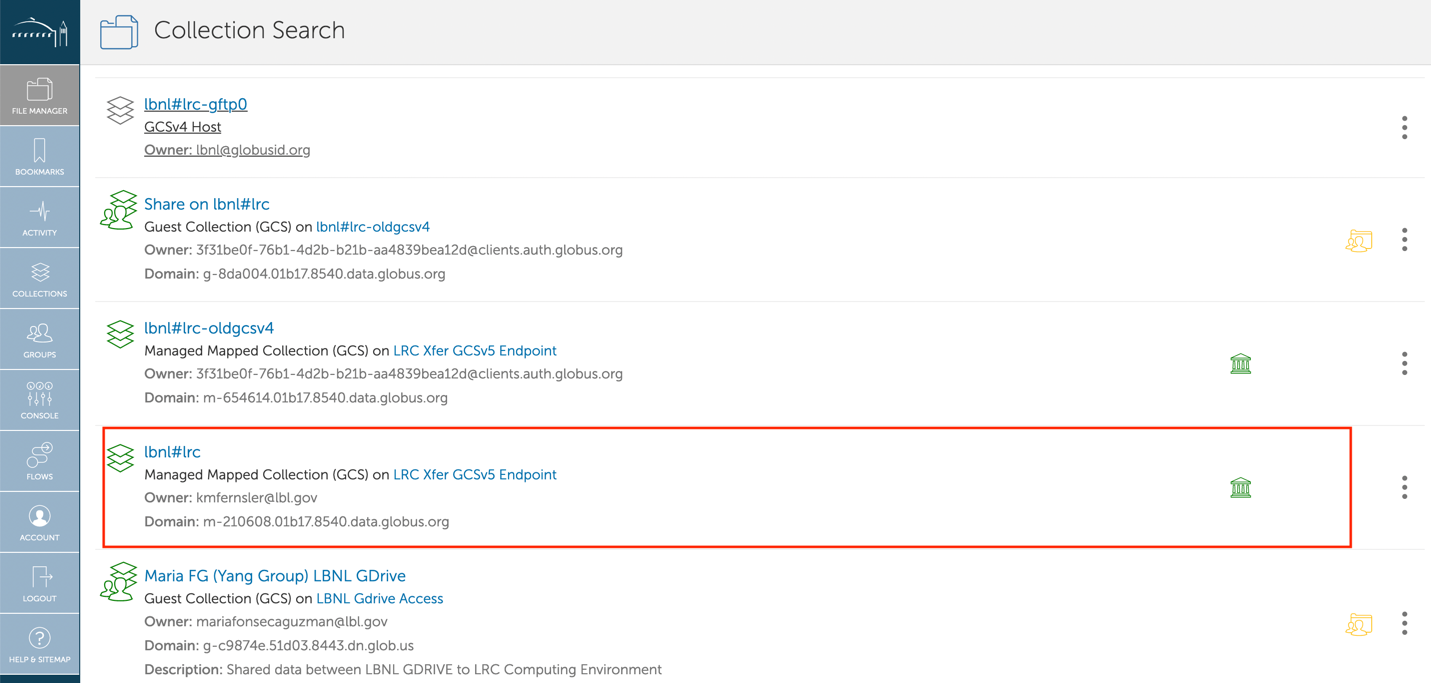 Collection Search
FILE MANAGER
BOOKMARKS
ACTIVITY
COLLECTIONS
GROUPS
CONSOLE
FLOWS
ACCOUNT
LOGOUT
HELP & SITEMAP
lbnl#lrc-gftp0
GCSv4 Host
Owner: lbnl@globusid.org
Share on lbnl#lrc
Guest Collection (GCS) on lbnl#lrc-oldgcsv4
Owner: 3f31be0f-76b1-4d2b-b21b-aa4839bea12d@clients.auth.globus.org
Domain: g-8da004.01b17.8540.data.globus.org
lbnl#lrc-oldgcsv4
Managed Mapped Collection (GCS) on LRC Xfer GCSv5 Endpoint
Owner: 3f31be0f-76b1-4d2b-b21b-aa4839bea12d@clients.auth.globus.org
Domain: m-654614.01b17.8540.data.globus.org
lbnl#lrc
Managed Mapped Collection (GCS) on LRC Xfer GCSv5 Endpoint
Owner: kmfernsler@lbl.gov
Domain: m-210608.01b17.8540.data.globus.org
Maria FG (Yang Group) LBNL GDrive
Guest Collection (GCS) on LBNL Gdrive Access
Owner: mariafonsecaguzman@lbl.gov
Domain: g-c9874e.51d03.8443.dn.glob.us
Description: Shared data between LBNL GDRIVE to LRC Computing Environment